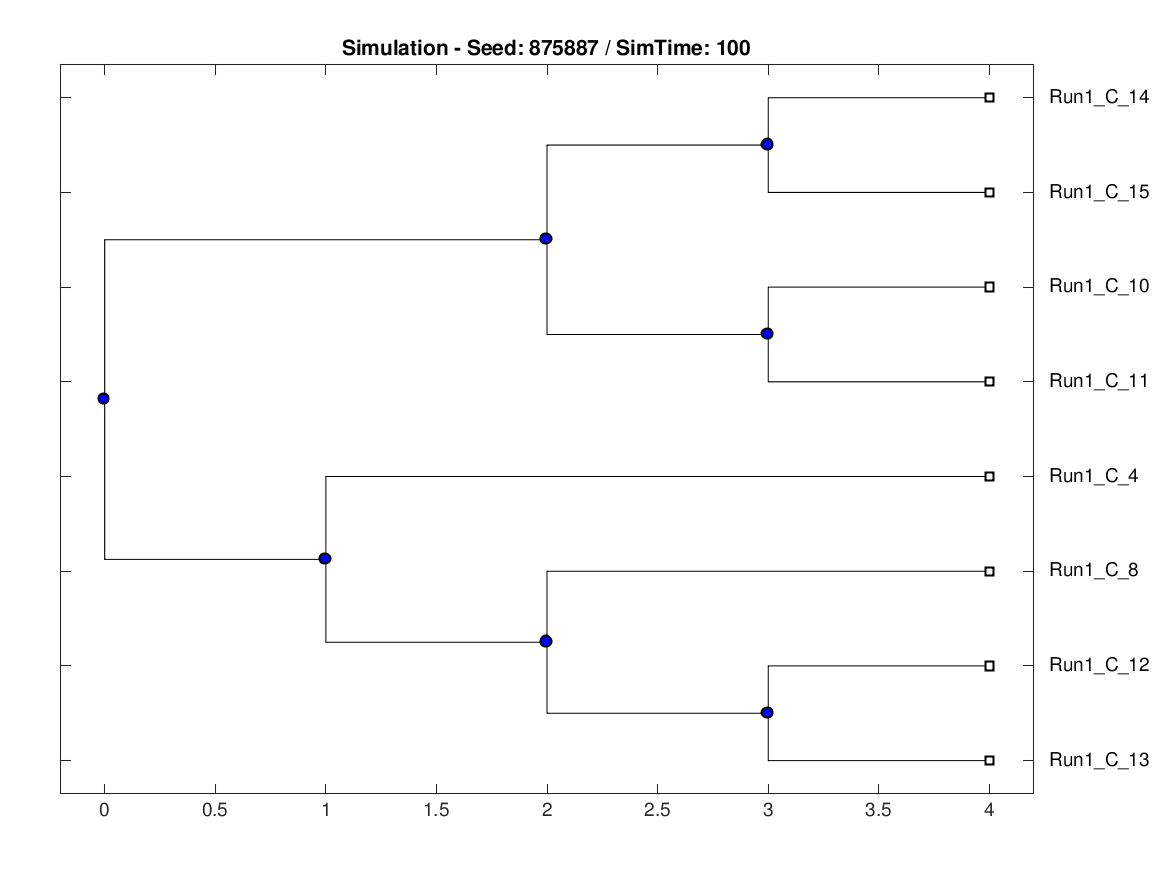 Simulation - Seed: 875887 / SimTime: 100
Run1_C_14
Run1_C_15
Run1_C_10
Run1_C_11
Run1_C_4
Run1_C_8
Run1_C_12
Run1_C_13
0 0.5 1 1.5 2 2.5 3 3.5 4